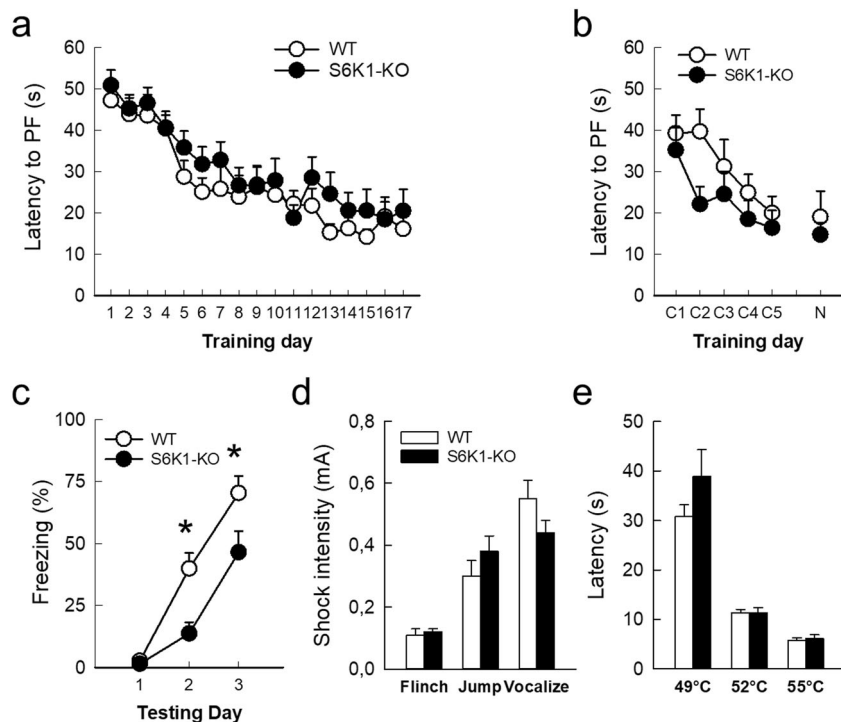 a
60
50
40
30
20
10
0
Latency to PF (s)
WT
S6K1-KO
1 2 3 4 5 6 7 8 9 10 11 12 13 14 15 16 17
Training day
b
60
50
40
30
20
10
0
Latency to PF (s)
WT
S6K1-KO
C1 C2 C3 C4 C5 N
Training day
c
100
75
50
25
0
Freezing (%)
WT
S6K1-KO
*
*
1 2 3
Testing Day
d
0,8
0,6
0,4
0,2
0,0
Shock intensity (mA)
WT
S6K1-KO
Flinch Jump Vocalize
e
50
40
30
20
10
0
Latency (s)
49°C 52°C 55°C